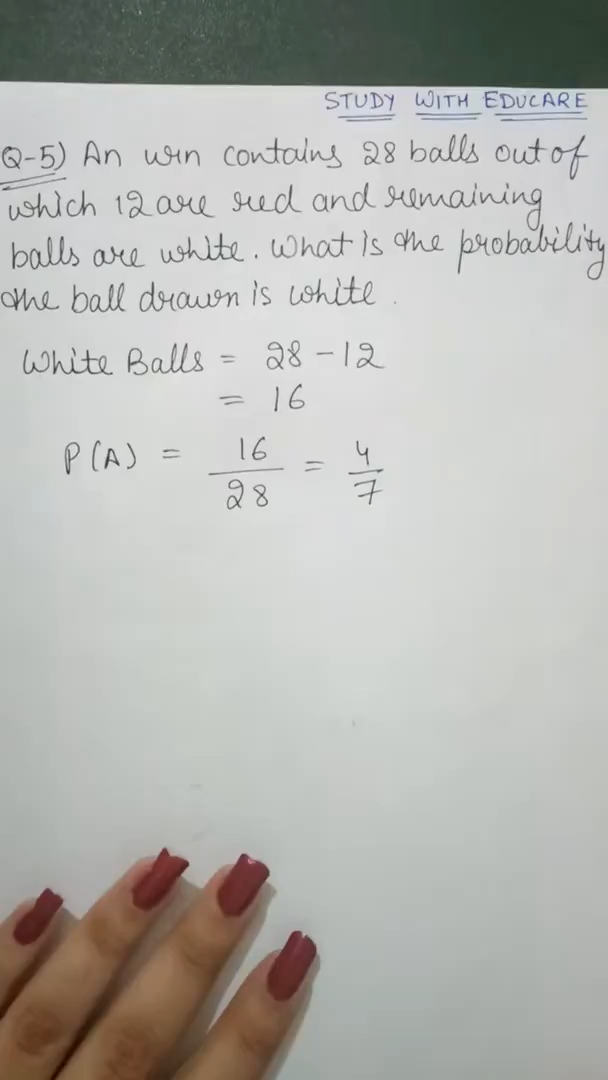 STUDY WITH EDUCARE
Q-5) An urn contains 28 balls out of
which 12 are red and remaining
balls are white. What is the probability
the ball drawn is white.
White Balls = 28 - 12
= 16
P(A) = 16/28 = 4/7